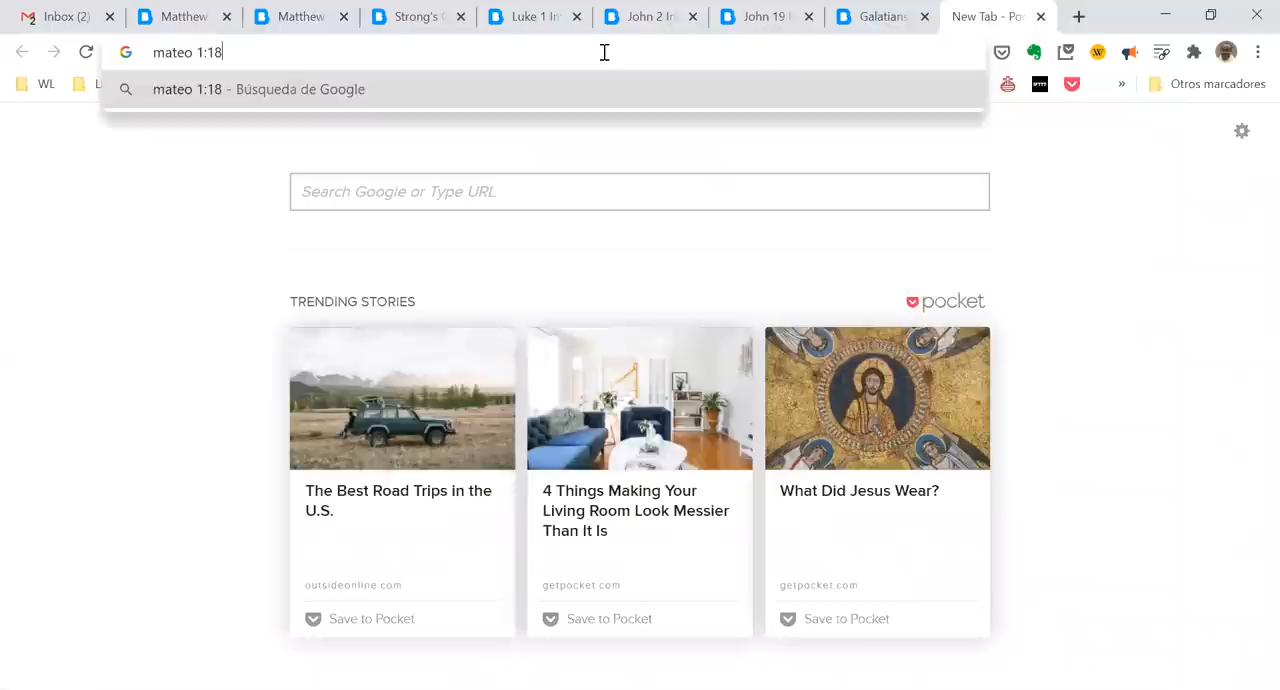 Inbox (2)
Matthew
Matthew
Strong's
Luke 1 In
John 2 In
John 19
Galatians
New Tab - Po
mateo 1:18
mateo 1:18 - Búsqueda de Google
WL
Otros marcadores
Search Google or Type URL
TRENDING STORIES
pocket
The Best Road Trips in the
U.S.
outsideonline.com
Save to Pocket
4 Things Making Your
Living Room Look Messier
Than It Is
getpocket.com
Save to Pocket
What Did Jesus Wear?
getpocket.com
Save to Pocket